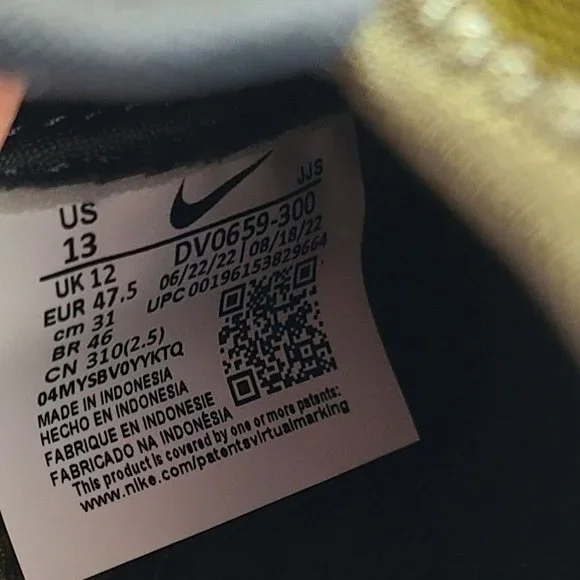 US
13
UK 12
EUR 47.5
cm 31
BR 46
CN 310(2.5)
JJS
DV0659-300
06/22/22 | 08/18/22
UPC 00196153829664
04MYSBV0YYKTQ
MADE IN INDONESIA
HECHO EN INDONESIA
FABRIQUE EN INDONESIE
FABRICADO NA INDONÉSIA
This product is covered by one or more patents:
www.nike.com/patentsvirtualmarking